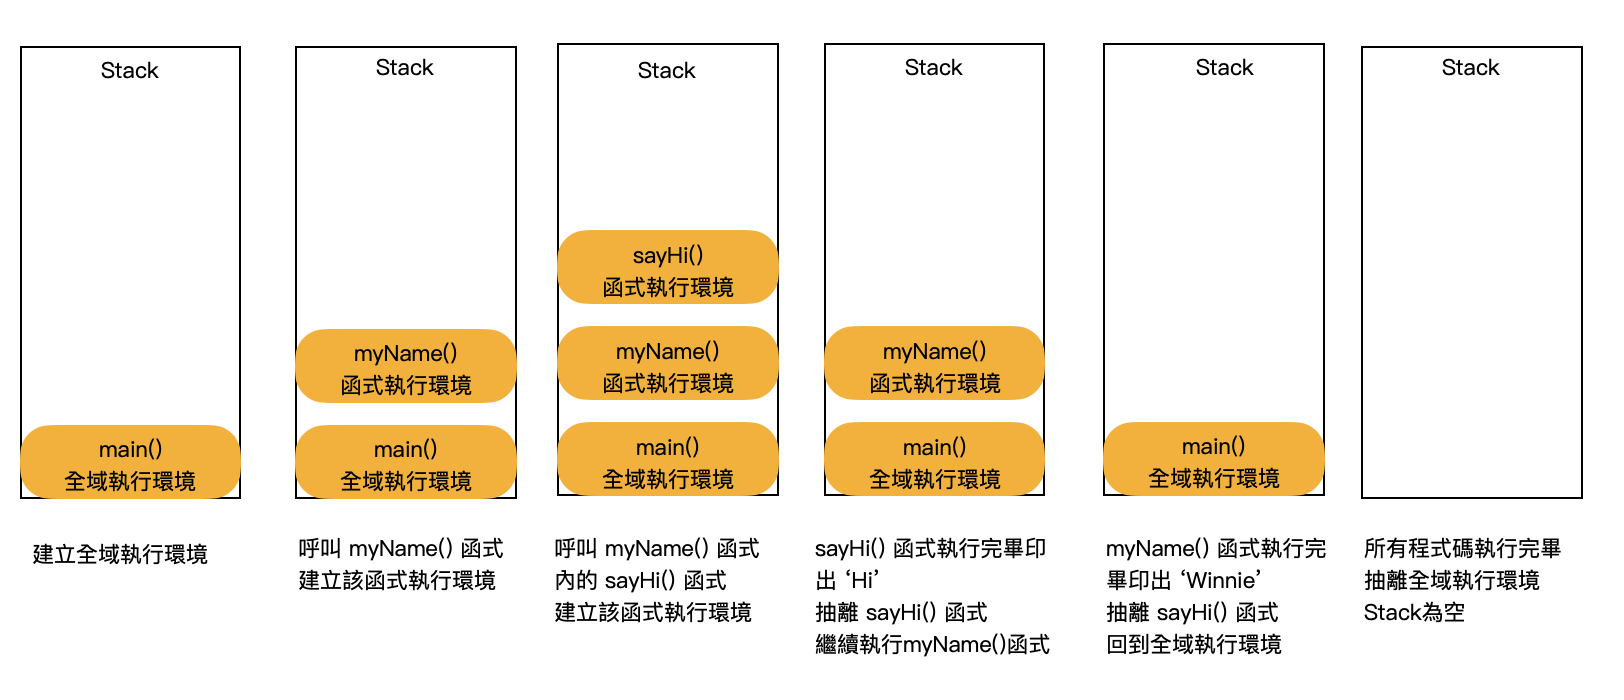 Stack
main()
全域執行環境
建立全域執行環境
Stack
myName()
函式執行環境
main()
全域執行環境
呼叫 myName() 函式
建立該函式執行環境
Stack
sayHi()
函式執行環境
myName()
函式執行環境
main()
全域執行環境
呼叫 myName() 函式
內的 sayHi() 函式
建立該函式執行環境
Stack
myName()
函式執行環境
main()
全域執行環境
sayHi() 函式執行完畢印
出 ‘Hi’
抽離 sayHi() 函式
繼續執行myName()函式
Stack
main()
全域執行環境
myName() 函式執行完
畢印出 ‘Winnie’
抽離 sayHi() 函式
回到全域執行環境
Stack
所有程式碼執行完畢
抽離全域執行環境
Stack為空